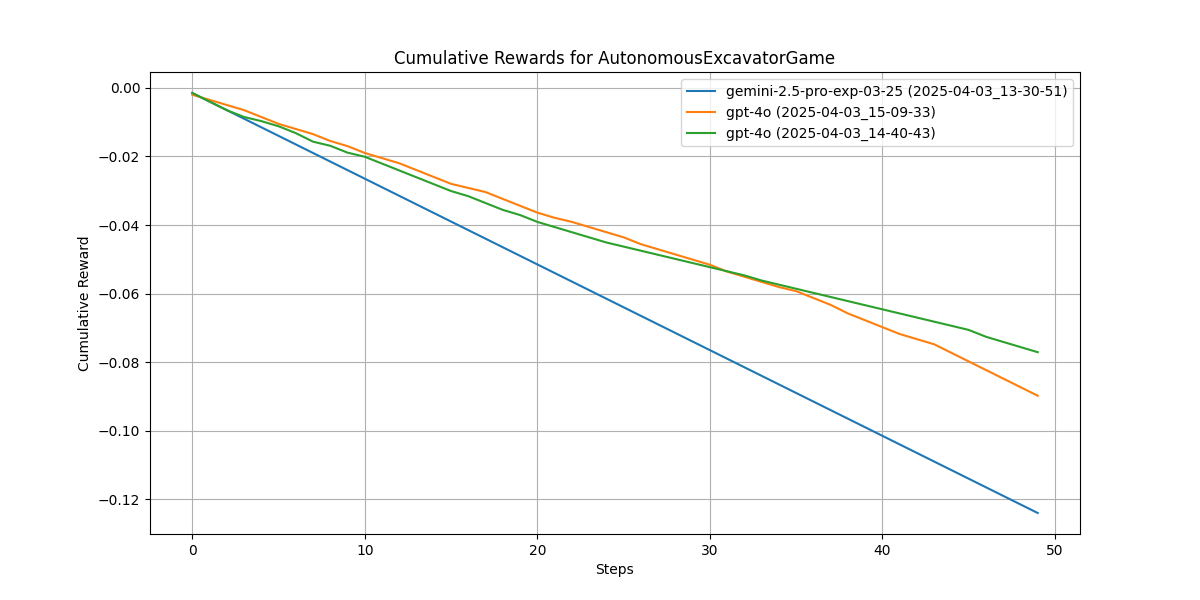 Cumulative Rewards for AutonomousExcavatorGame
gemini-2.5-pro-exp-03-25 (2025-04-03_13-30-51)
gpt-4o (2025-04-03_15-09-33)
gpt-4o (2025-04-03_14-40-43)
0.00
−0.02
−0.04
−0.06
−0.08
−0.10
−0.12
Cumulative Reward
0 10 20 30 40 50
Steps